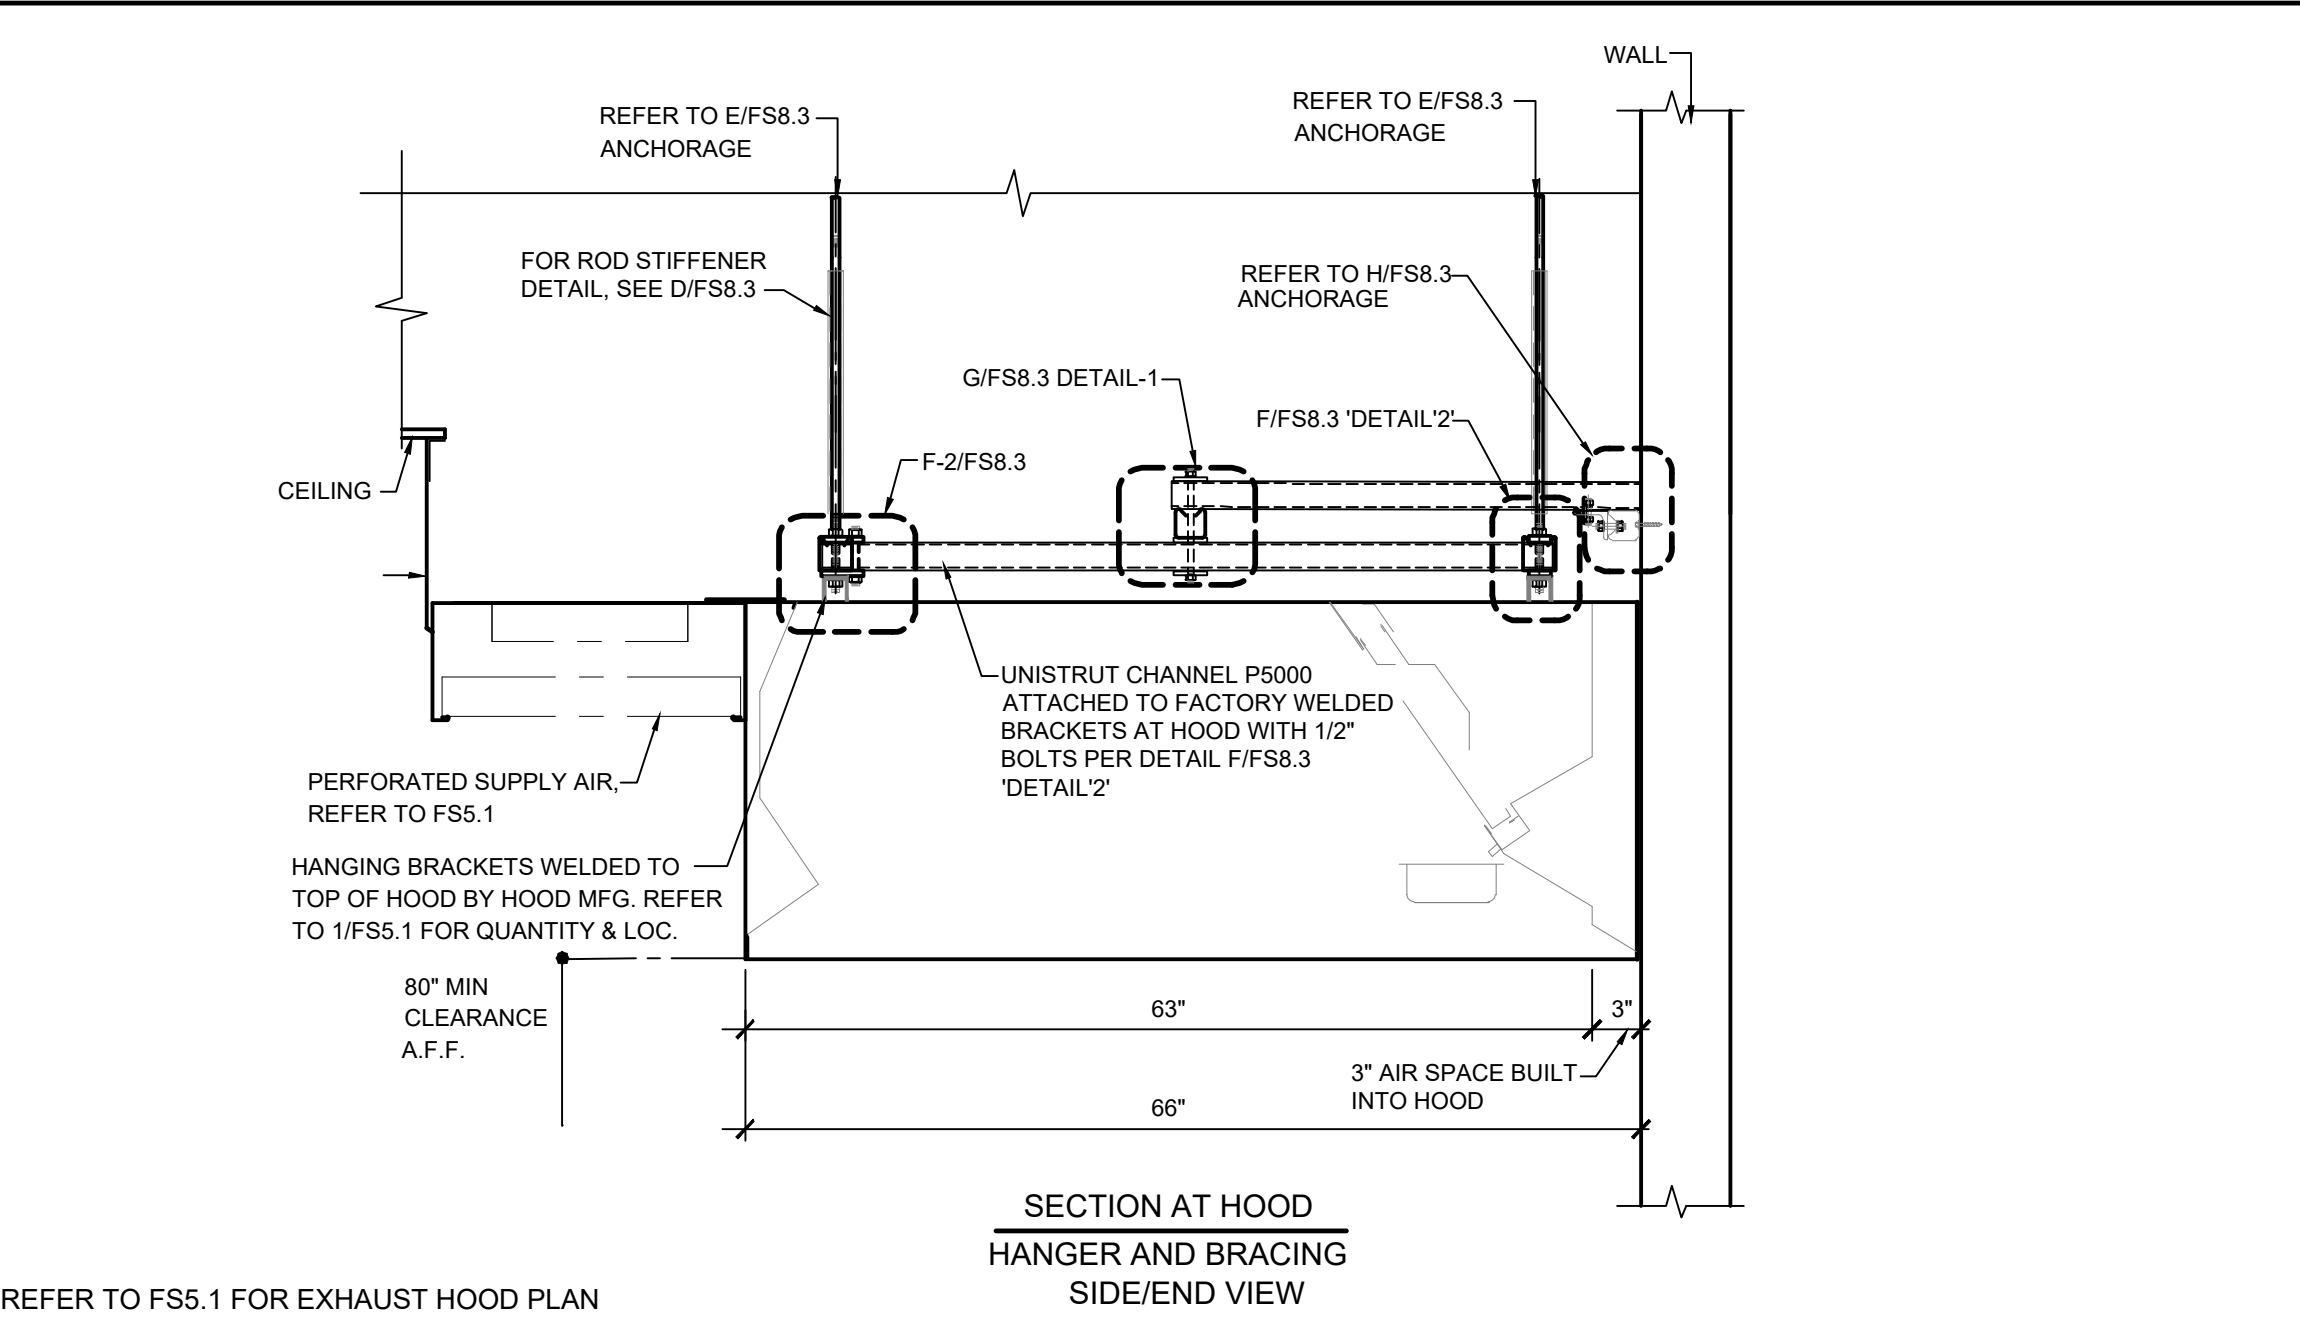 WALL
REFER TO E/FS8.3
ANCHORAGE
REFER TO E/FS8.3
ANCHORAGE
FOR ROD STIFFENER
DETAIL, SEE D/FS8.3
REFER TO H/FS8.3
ANCHORAGE
G/FS8.3 DETAIL-1
F/FS8.3 'DETAIL'2'
F-2/FS8.3
CEILING
UNISTRUT CHANNEL P5000
ATTACHED TO FACTORY WELDED
BRACKETS AT HOOD WITH 1/2"
BOLTS PER DETAIL F/FS8.3
'DETAIL'2'
PERFORATED SUPPLY AIR,
REFER TO FS5.1
HANGING BRACKETS WELDED TO
TOP OF HOOD BY HOOD MFG. REFER
TO 1/FS5.1 FOR QUANTITY & LOC.
80" MIN
CLEARANCE
A.F.F.
63"
3"
3" AIR SPACE BUILT
INTO HOOD
66"
SECTION AT HOOD
HANGER AND BRACING
SIDE/END VIEW
REFER TO FS5.1 FOR EXHAUST HOOD PLAN